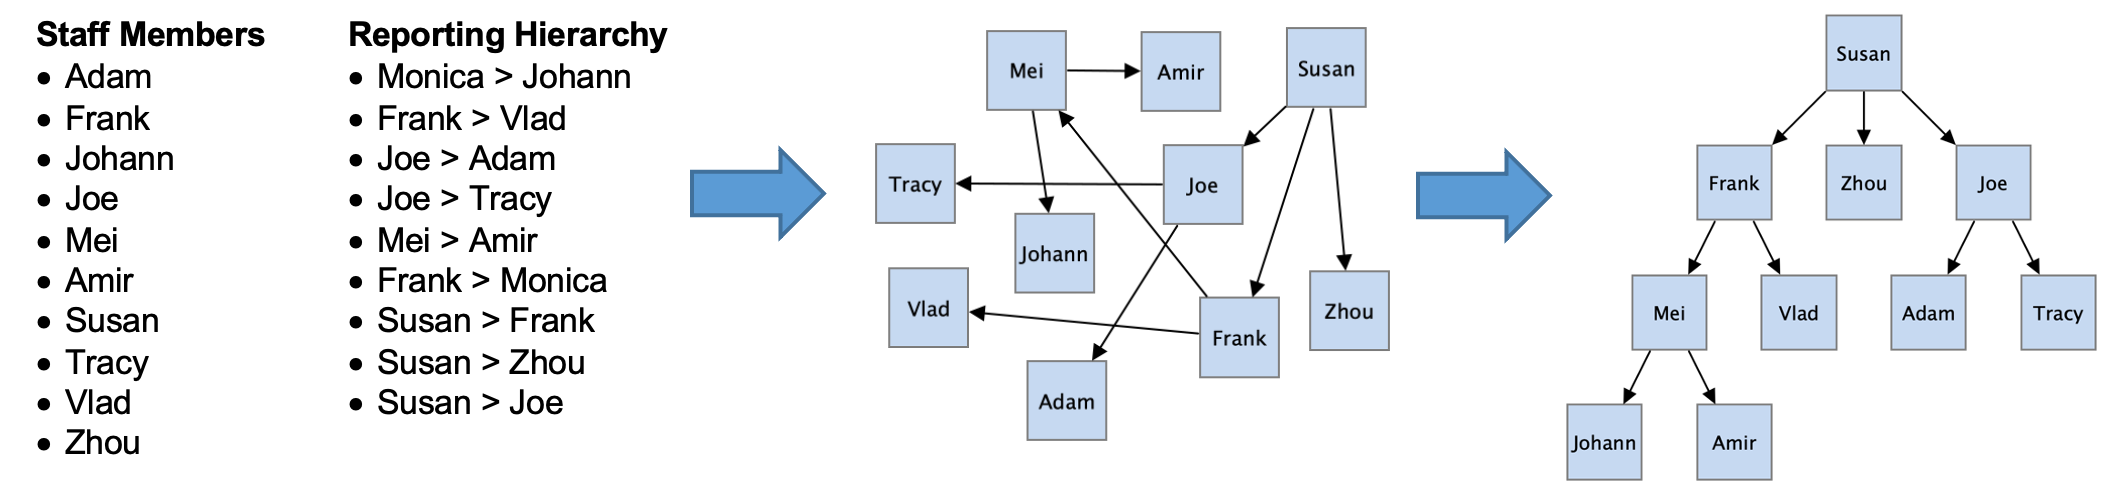 Staff Members
• Adam
• Frank
• Johann
• Joe
• Mei
• Amir
• Susan
• Tracy
• Vlad
• Zhou
Reporting Hierarchy
• Monica > Johann
• Frank > Vlad
• Joe > Adam
• Joe > Tracy
• Mei > Amir
• Frank > Monica
• Susan > Frank
• Susan > Zhou
• Susan > Joe
Mei
Amir
Susan
Tracy
Joe
Johann
Vlad
Frank
Zhou
Adam
Susan
Frank
Zhou
Joe
Mei
Vlad
Adam
Tracy
Johann
Amir